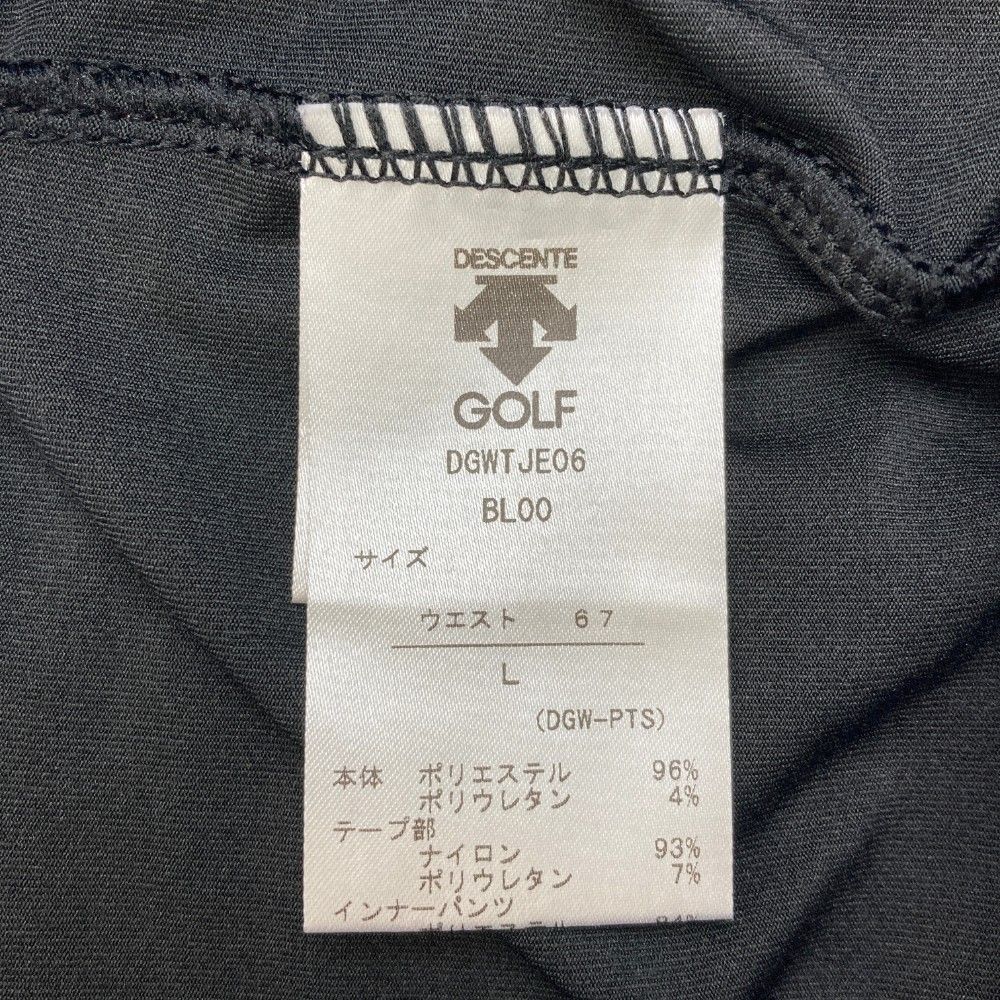 DESCENTE
GOLF
DGWTJE06
BL00
サイズ
ウエスト 67
L
(DGW-PTS)
本体 ポリエステル 96%
ポリウレタン 4%
テープ部
ナイロン 93%
ポリウレタン 7%
インナーパンツ